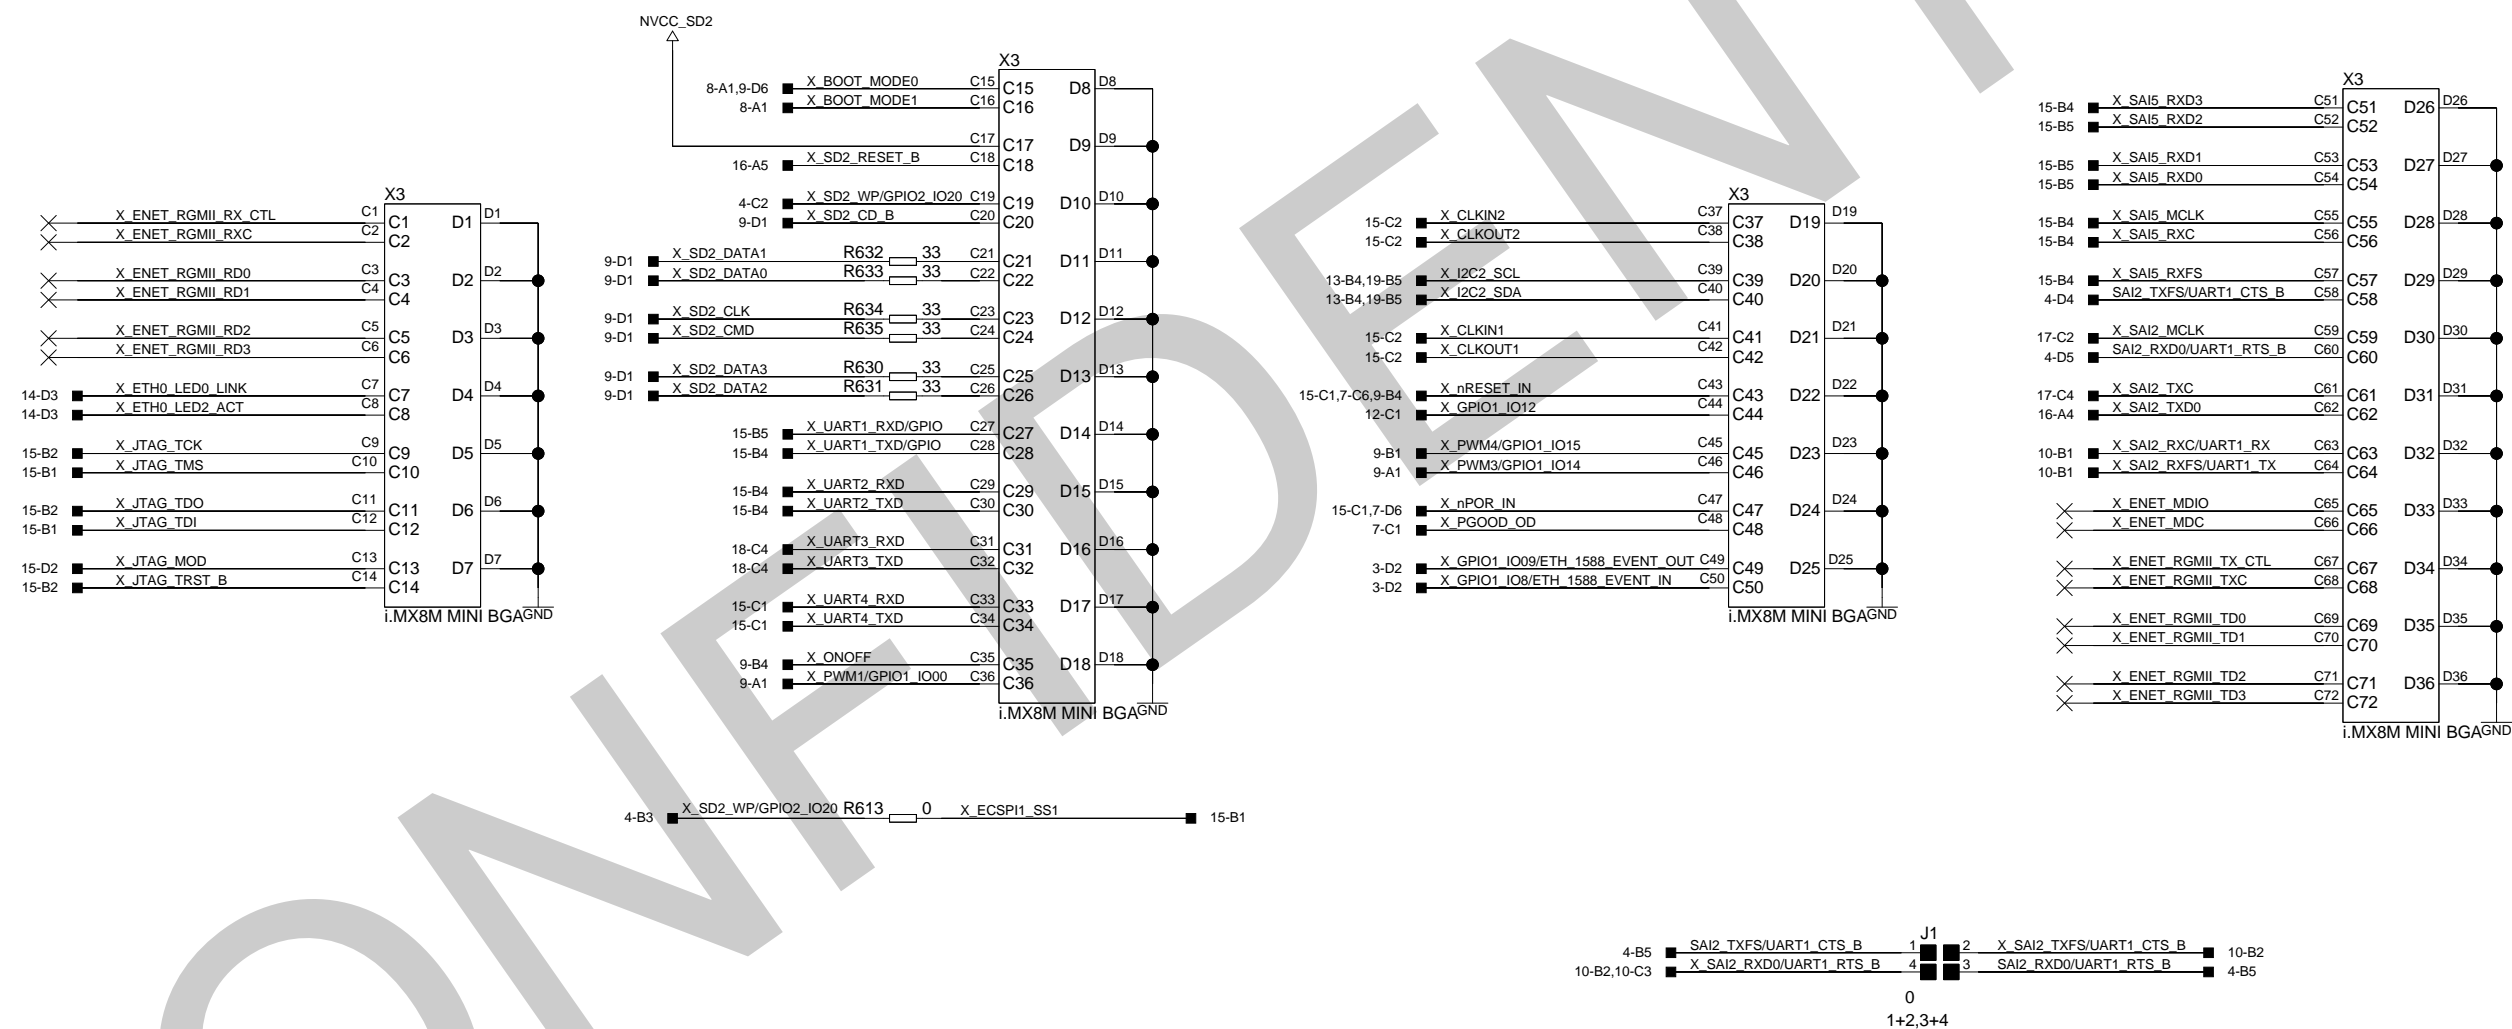 NVCC_SD2
X3
8-A1,9-D6 X_BOOT_MODE0 C15 C15 D8 D8
8-A1 X_BOOT_MODE1 C16 C16
C17 C17 D9 D9
16-A5 X_SD2_RESET_B C18 C18
4-C2 X_SD2_WP/GPIO2_IO20 C19 C19 D10 D10
9-D1 X_SD2_CD_B C20 C20
9-D1 X_SD2_DATA1 R632 33 C21 C21 D11 D11
9-D1 X_SD2_DATA0 R633 33 C22 C22
9-D1 X_SD2_CLK R634 33 C23 C23 D12 D12
9-D1 X_SD2_CMD R635 33 C24 C24
9-D1 X_SD2_DATA3 R630 33 C25 C25 D13 D13
9-D1 X_SD2_DATA2 R631 33 C26 C26
15-B5 X_UART1_RXD/GPIO C27 C27 D14 D14
15-B4 X_UART1_TXD/GPIO C28 C28
15-B4 X_UART2_RXD C29 C29 D15 D15
15-B4 X_UART2_TXD C30 C30
18-C4 X_UART3_RXD C31 C31 D16 D16
18-C4 X_UART3_TXD C32 C32
15-C1 X_UART4_RXD C33 C33 D17 D17
15-C1 X_UART4_TXD C34 C34
9-B4 X_ONOFF C35 C35 D18 D18
9-A1 X_PWM1/GPIO1_IO00 C36 C36
i.MX8M MINI BGA GND
X3
X_ENET_RGMII_RX_CTL C1 C1 D1 D1
X_ENET_RGMII_RXC C2 C2
X_ENET_RGMII_RD0 C3 C3 D2 D2
X_ENET_RGMII_RD1 C4 C4
X_ENET_RGMII_RD2 C5 C5 D3 D3
X_ENET_RGMII_RD3 C6 C6
14-D3 X_ETH0_LED0_LINK C7 C7 D4 D4
14-D3 X_ETH0_LED2_ACT C8 C8
15-B2 X_JTAG_TCK C9 C9 D5 D5
15-B1 X_JTAG_TMS C10 C10
15-B2 X_JTAG_TDO C11 C11 D6 D6
15-B1 X_JTAG_TDI C12 C12
15-D2 X_JTAG_MOD C13 C13 D7 D7
15-B2 X_JTAG_TRST_B C14 C14
i.MX8M MINI BGA GND
X3
15-C2 X_CLKIN2 C37 C37 D19 D19
15-C2 X_CLKOUT2 C38 C38
13-B4,19-B5 X_I2C2_SCL C39 C39 D20 D20
13-B4,19-B5 X_I2C2_SDA C40 C40
15-C2 X_CLKIN1 C41 C41 D21 D21
15-C2 X_CLKOUT1 C42 C42
15-C1,7-C6,9-B4 X_nRESET_IN C43 C43 D22 D22
12-C1 X_GPIO1_IO12 C44 C44
9-B1 X_PWM4/GPIO1_IO15 C45 C45 D23 D23
9-A1 X_PWM3/GPIO1_IO14 C46 C46
15-C1,7-D6 X_nPOR_IN C47 C47 D24 D24
7-C1 X_PGOOD_OD C48 C48
3-D2 X_GPIO1_IO09/ETH_1588_EVENT_OUT C49 C49 D25 D25
3-D2 X_GPIO1_IO8/ETH_1588_EVENT_IN C50 C50
i.MX8M MINI BGA GND
X3
15-B4 X_SAI5_RXD3 C51 C51 D26 D26
15-B5 X_SAI5_RXD2 C52 C52
15-B5 X_SAI5_RXD1 C53 C53 D27 D27
15-B5 X_SAI5_RXD0 C54 C54
15-B4 X_SAI5_MCLK C55 C55 D28 D28
15-B4 X_SAI5_RXC C56 C56
15-B4 X_SAI5_RXFS C57 C57 D29 D29
4-D4 SAI2_TXFS/UART1_CTS_B C58 C58
17-C2 X_SAI2_MCLK C59 C59 D30 D30
4-D5 SAI2_RXD0/UART1_RTS_B C60 C60
17-C4 X_SAI2_TXC C61 C61 D31 D31
16-A4 X_SAI2_TXD0 C62 C62
10-B1 X_SAI2_RXC/UART1_RX C63 C63 D32 D32
10-B1 X_SAI2_RXFS/UART1_TX C64 C64
X_ENET_MDIO C65 C65 D33 D33
X_ENET_MDC C66 C66
X_ENET_RGMII_TX_CTL C67 C67 D34 D34
X_ENET_RGMII_TXC C68 C68
X_ENET_RGMII_TD0 C69 C69 D35 D35
X_ENET_RGMII_TD1 C70 C70
X_ENET_RGMII_TD2 C71 C71 D36 D36
X_ENET_RGMII_TD3 C72 C72
i.MX8M MINI BGA GND
4-B3 X_SD2_WP/GPIO2_IO20 R613 0 X_ECSPI1_SS1 15-B1
J1
4-B5 SAI2_TXFS/UART1_CTS_B 1 2 X_SAI2_TXFS/UART1_CTS_B 10-B2
10-B2,10-C3 X_SAI2_RXD0/UART1_RTS_B 4 3 SAI2_RXD0/UART1_RTS_B 4-B5
0
1+2,3+4
ONFIDENT